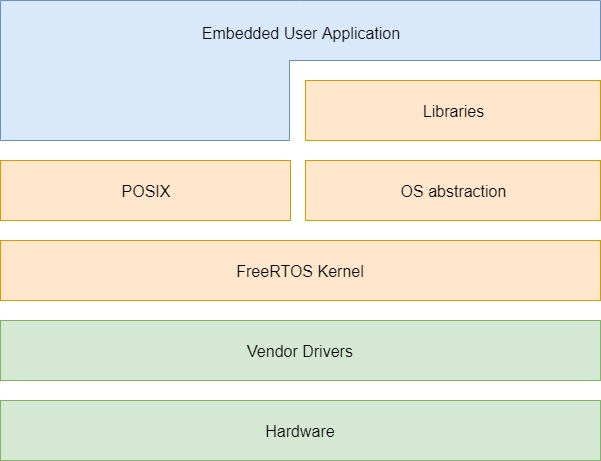 Embedded User Application
Libraries
POSIX
OS abstraction
FreeRTOS Kernel
Vendor Drivers
Hardware